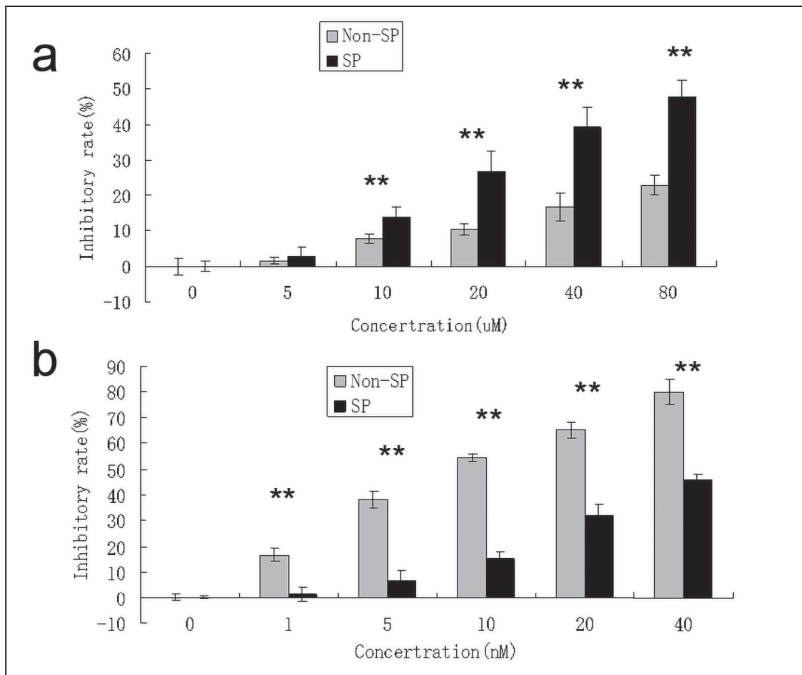 a
Non-SP
SP
Inhibitory rate(%)
60
50
40
30
20
10
0
-10
** ** ** **
0 5 10 20 40 80
Concertration(uM)
b
Non-SP
SP
Inhibitory rate(%)
90
80
70
60
50
40
30
20
10
0
-10
** ** ** ** **
0 1 5 10 20 40
Concertration(nM)